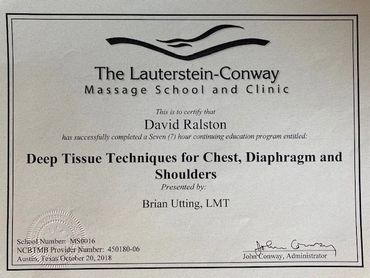 The Lauterstein-Conway
Massage School and Clinic
This is to certify that
David Ralston
has successfully completed a Seven (7) hour continuing education program entitled:
Deep Tissue Techniques for Chest, Diaphragm and
Shoulders
Presented by:
Brian Utting, LMT
School Number: MS0016
NCBTMB Provider Number: 450180-06
Austin, Texas October 20, 2018
John Conway
John Conway, Administrator